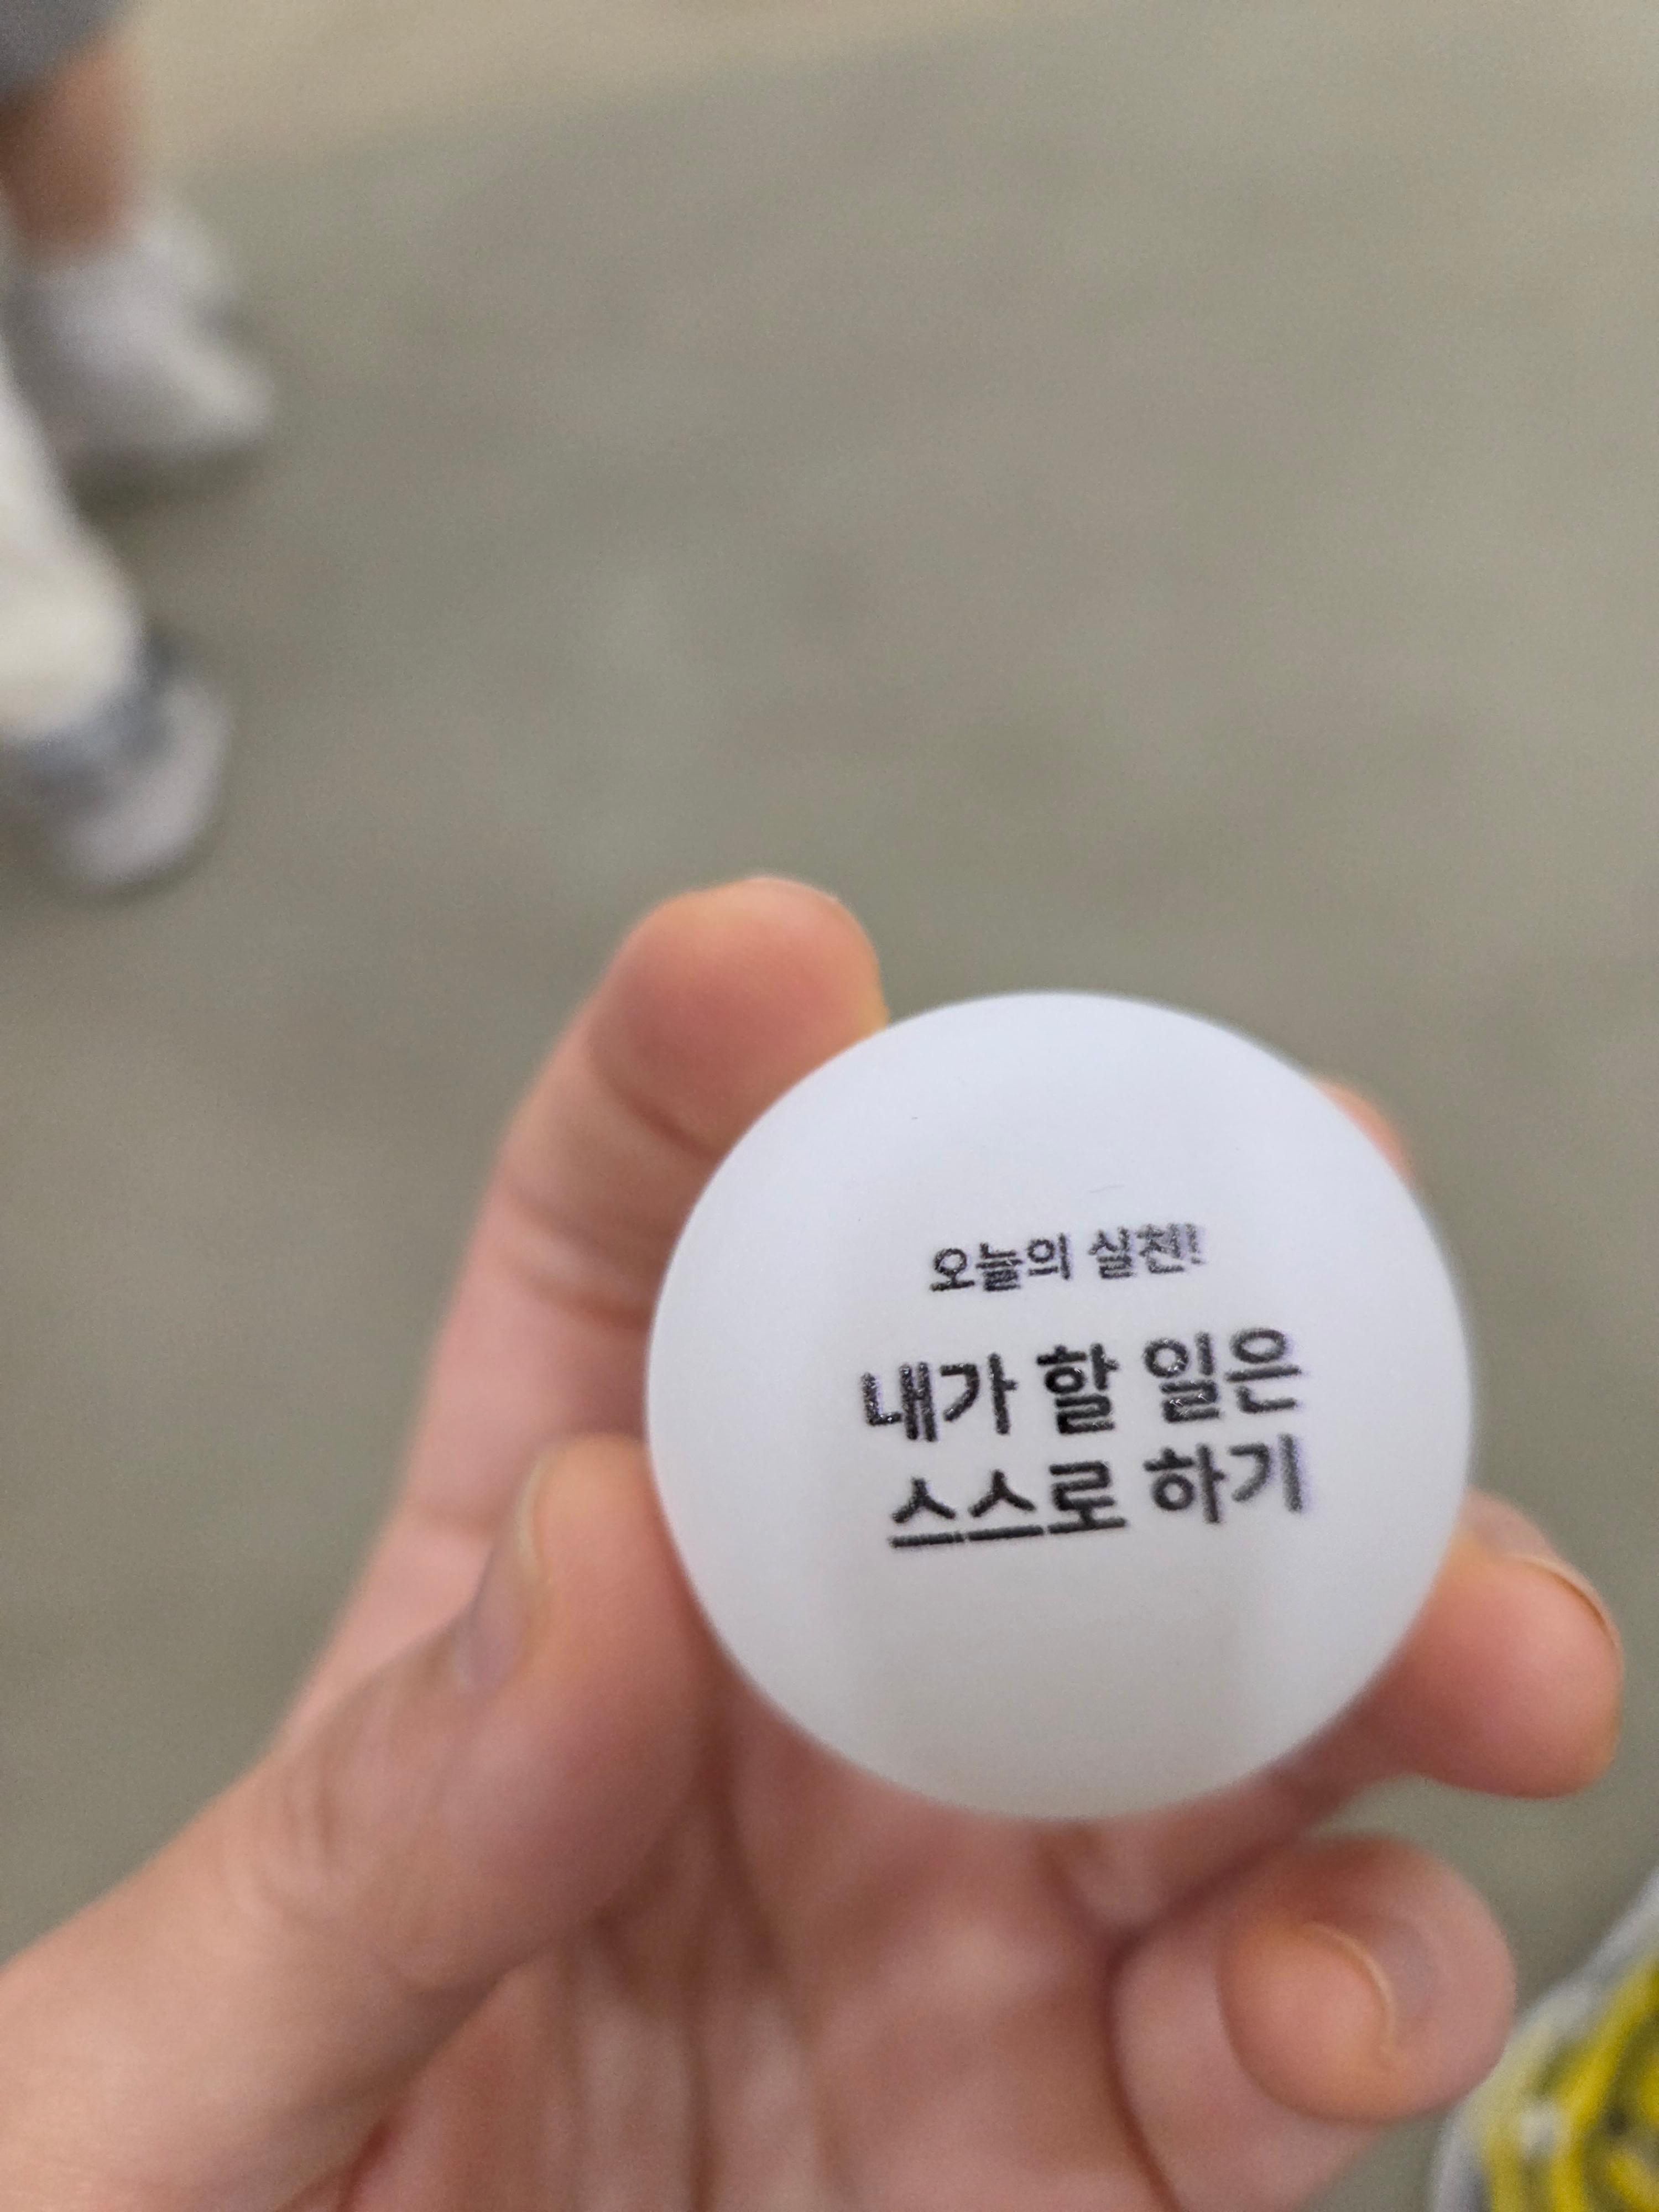 오늘의 실천!
내가 할 일은
스스로 하기